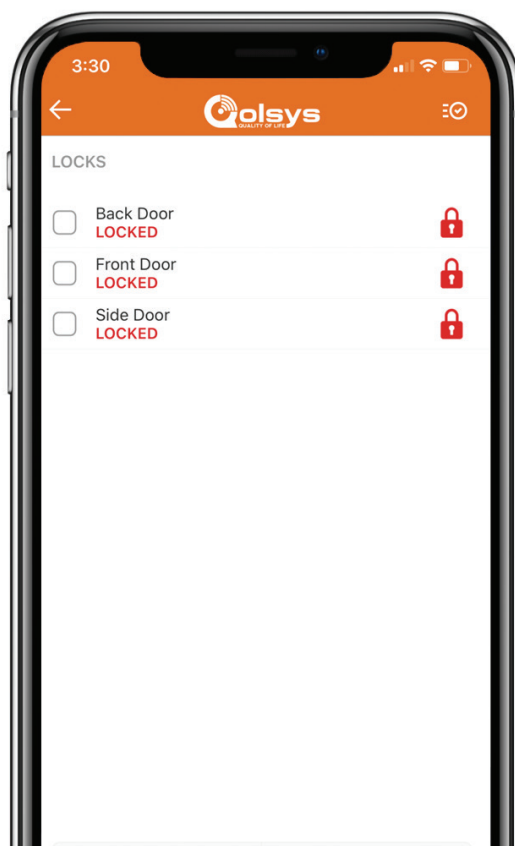 3:30
Qolsys
QUALITY OF LIFE
LOCKS
Back Door
LOCKED
Front Door
LOCKED
Side Door
LOCKED